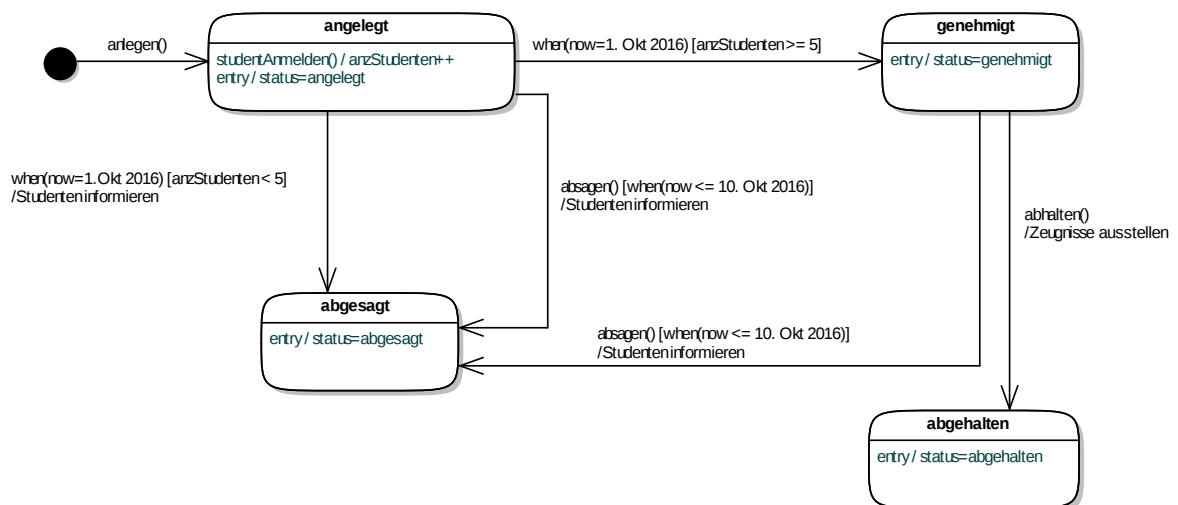 angelegt
genehmigt
anlegen()
when(now=1. Okt 2016) [anzStudenten >= 5]
studentAnmelden() / anzStudenten++
entry / status=angelegt
entry / status=genehmigt
when(now=1.Okt 2016) [anzStudenten < 5]
/Studenten informieren
absagen() [when(now <= 10. Okt 2016)]
/Studenten informieren
abhalten()
/Zeugnisse ausstellen
abgesagt
entry / status=abgesagt
absagen() [when(now <= 10. Okt 2016)]
/Studenten informieren
abgehalten
entry / status=abgehalten